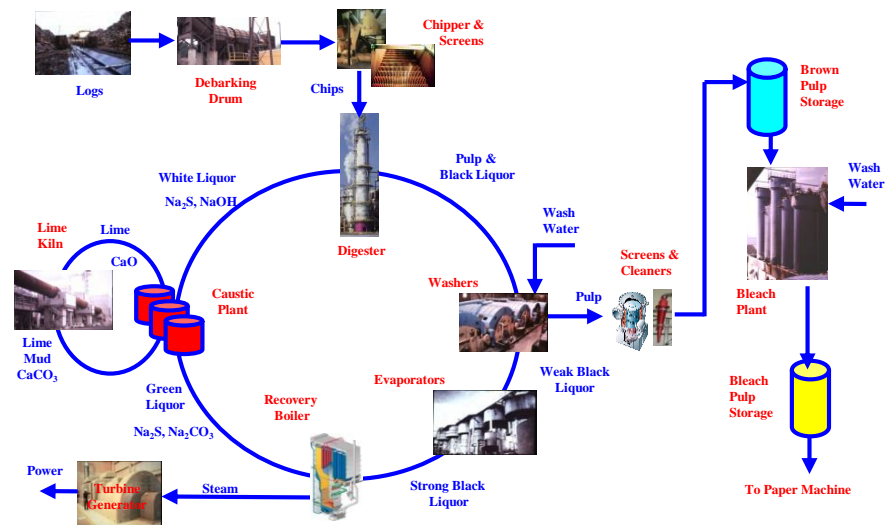 Chipper &
Screens
Logs
Debarking
Drum
Chips
Brown
Pulp
Storage
White Liquor
Na₂S, NaOH
Pulp &
Black Liquor
Wash
Water
Wash
Water
Lime
Kiln
Lime
CaO
Digester
Screens &
Cleaners
Washers
Caustic
Plant
Pulp
Bleach
Plant
Lime
Mud
CaCO₃
Green
Liquor
Na₂S, Na₂CO₃
Recovery
Boiler
Evaporators
Weak Black
Liquor
Bleach
Pulp
Storage
Power
Turbine
Generator
Steam
Strong Black
Liquor
To Paper Machine